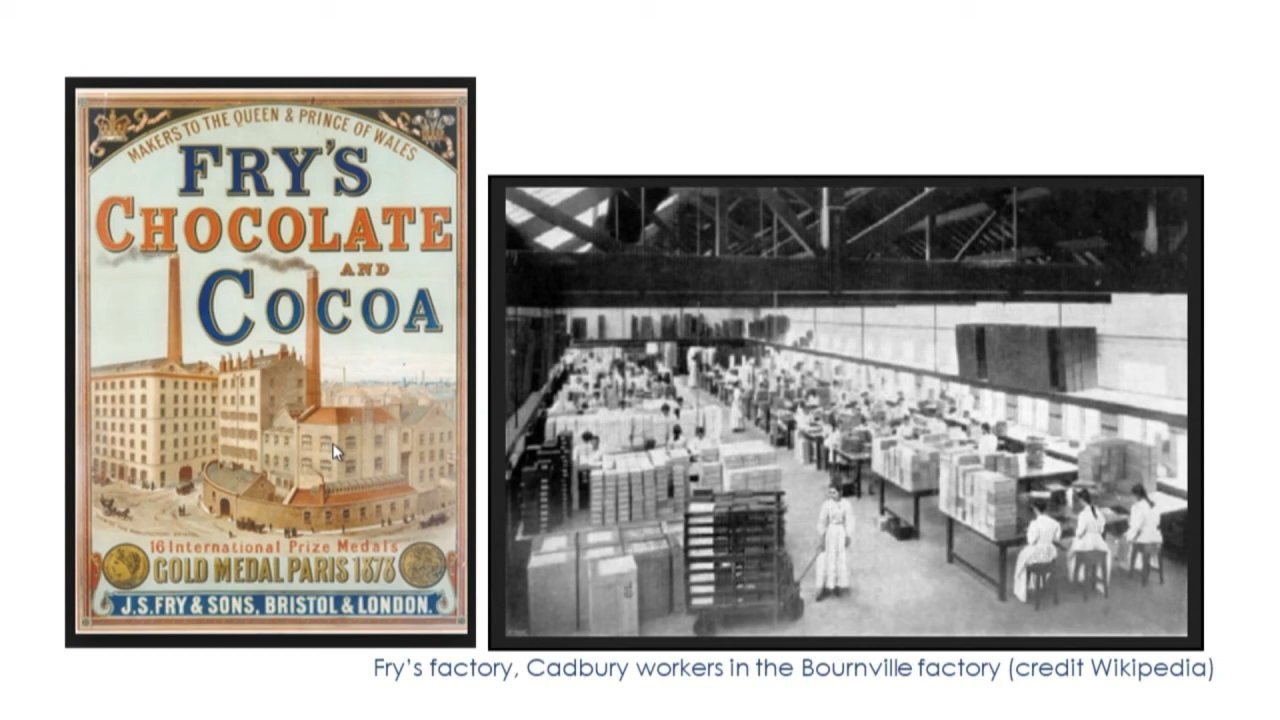 MAKERS TO THE QUEEN & PRINCE OF WALES
FRY'S
CHOCOLATE
AND
COCOA
16 International Prize Medals
GOLD MEDAL PARIS 1878
J.S. FRY & SONS, BRISTOL & LONDON.
Fry's factory, Cadbury workers in the Bournville factory (credit Wikipedia)